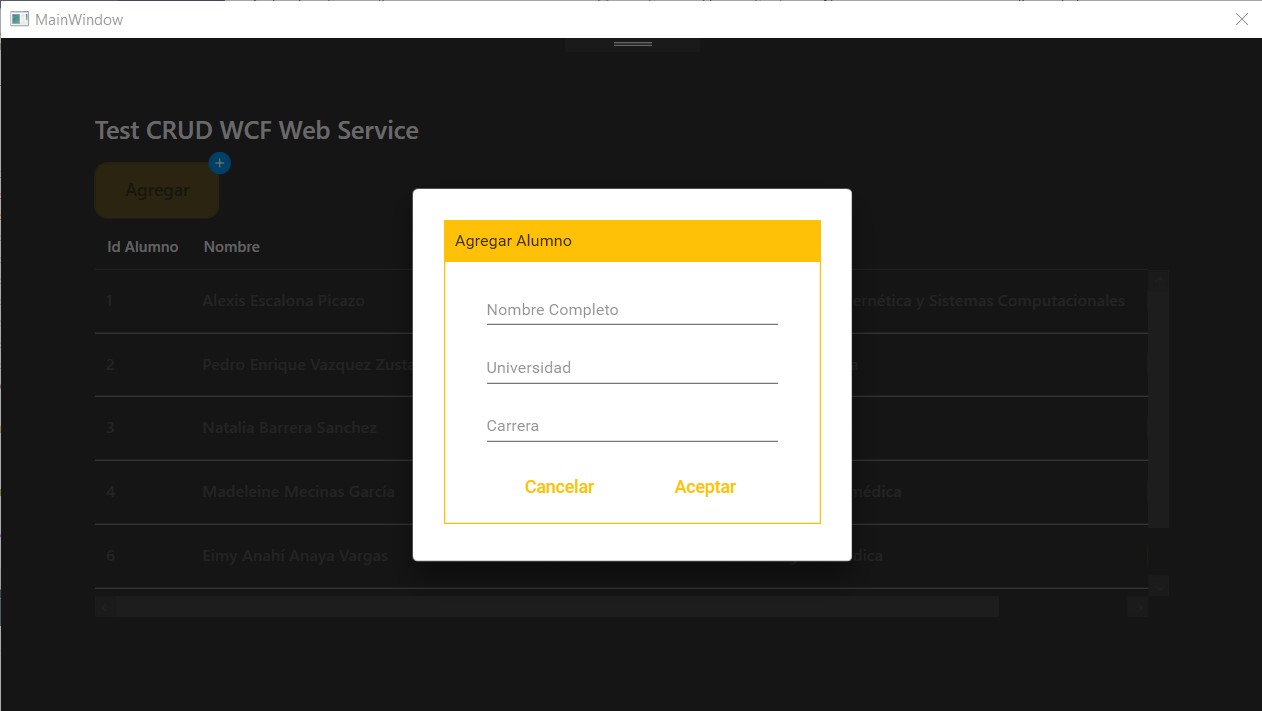 MainWindow
Test CRUD WCF Web Service
+
Agregar
Id Alumno Nombre
1 Alexis Escalona Picazo ernética y Sistemas Computacionales
2 Pedro Enrique Vazquez Zusta a
3 Natalia Barrera Sanchez
4 Madeleine Mecinas García médica
6 Eimy Anahi Anaya Vargas dica
Agregar Alumno
Nombre Completo
Universidad
Carrera
Cancelar Aceptar